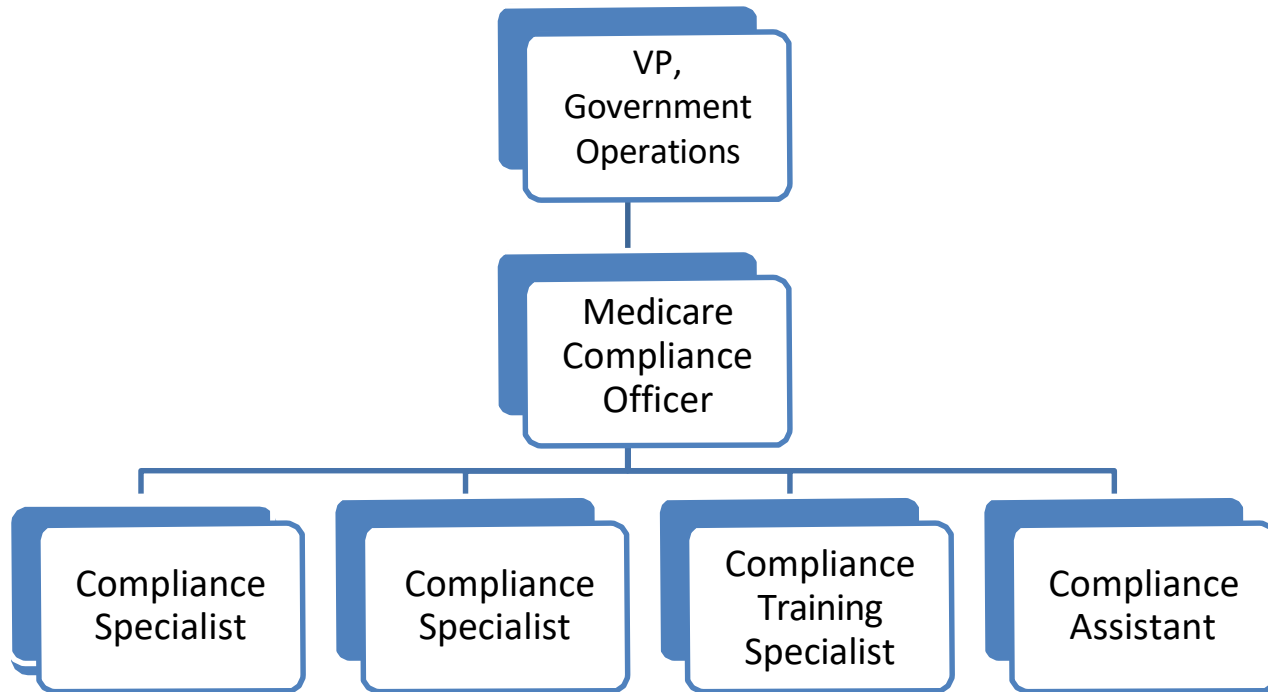 VP,
Government
Operations
Medicare
Compliance
Officer
Compliance
Specialist
Compliance
Specialist
Compliance
Training
Specialist
Compliance
Assistant